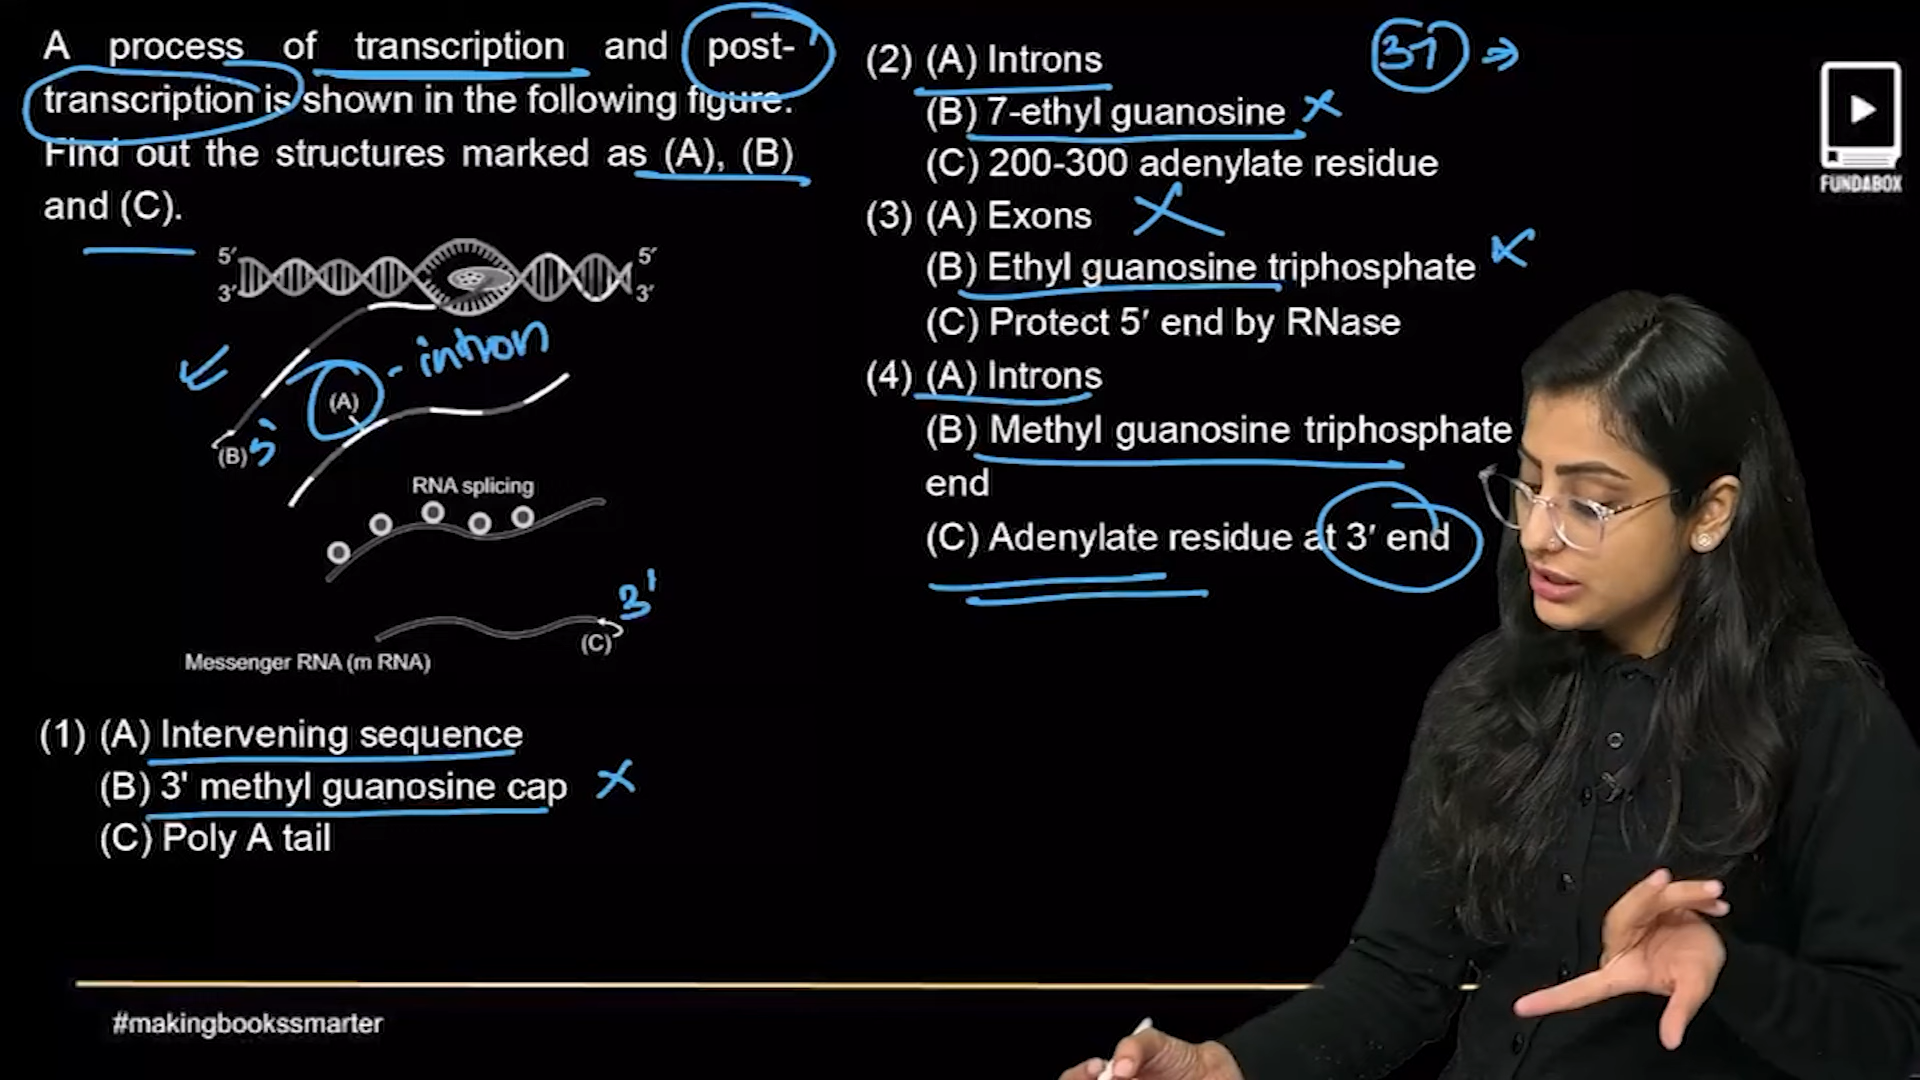 A process of transcription and post-
transcription is shown in the following figure.
Find out the structures marked as (A), (B)
and (C).
5′ 5′
3′ 3′
- intron
(A)
(B) 5'
RNA splicing
3'
(C)
Messenger RNA (m RNA)
(1) (A) Intervening sequence
(B) 3' methyl guanosine cap
(C) Poly A tail
(2) (A) Introns
(B) 7-ethyl guanosine
(C) 200-300 adenylate residue
(3) (A) Exons
(B) Ethyl guanosine triphosphate
(C) Protect 5′ end by RNase
(4) (A) Introns
(B) Methyl guanosine triphosphate
end
(C) Adenylate residue at 3′ end
FUNDABOX
#makingbookssmarter